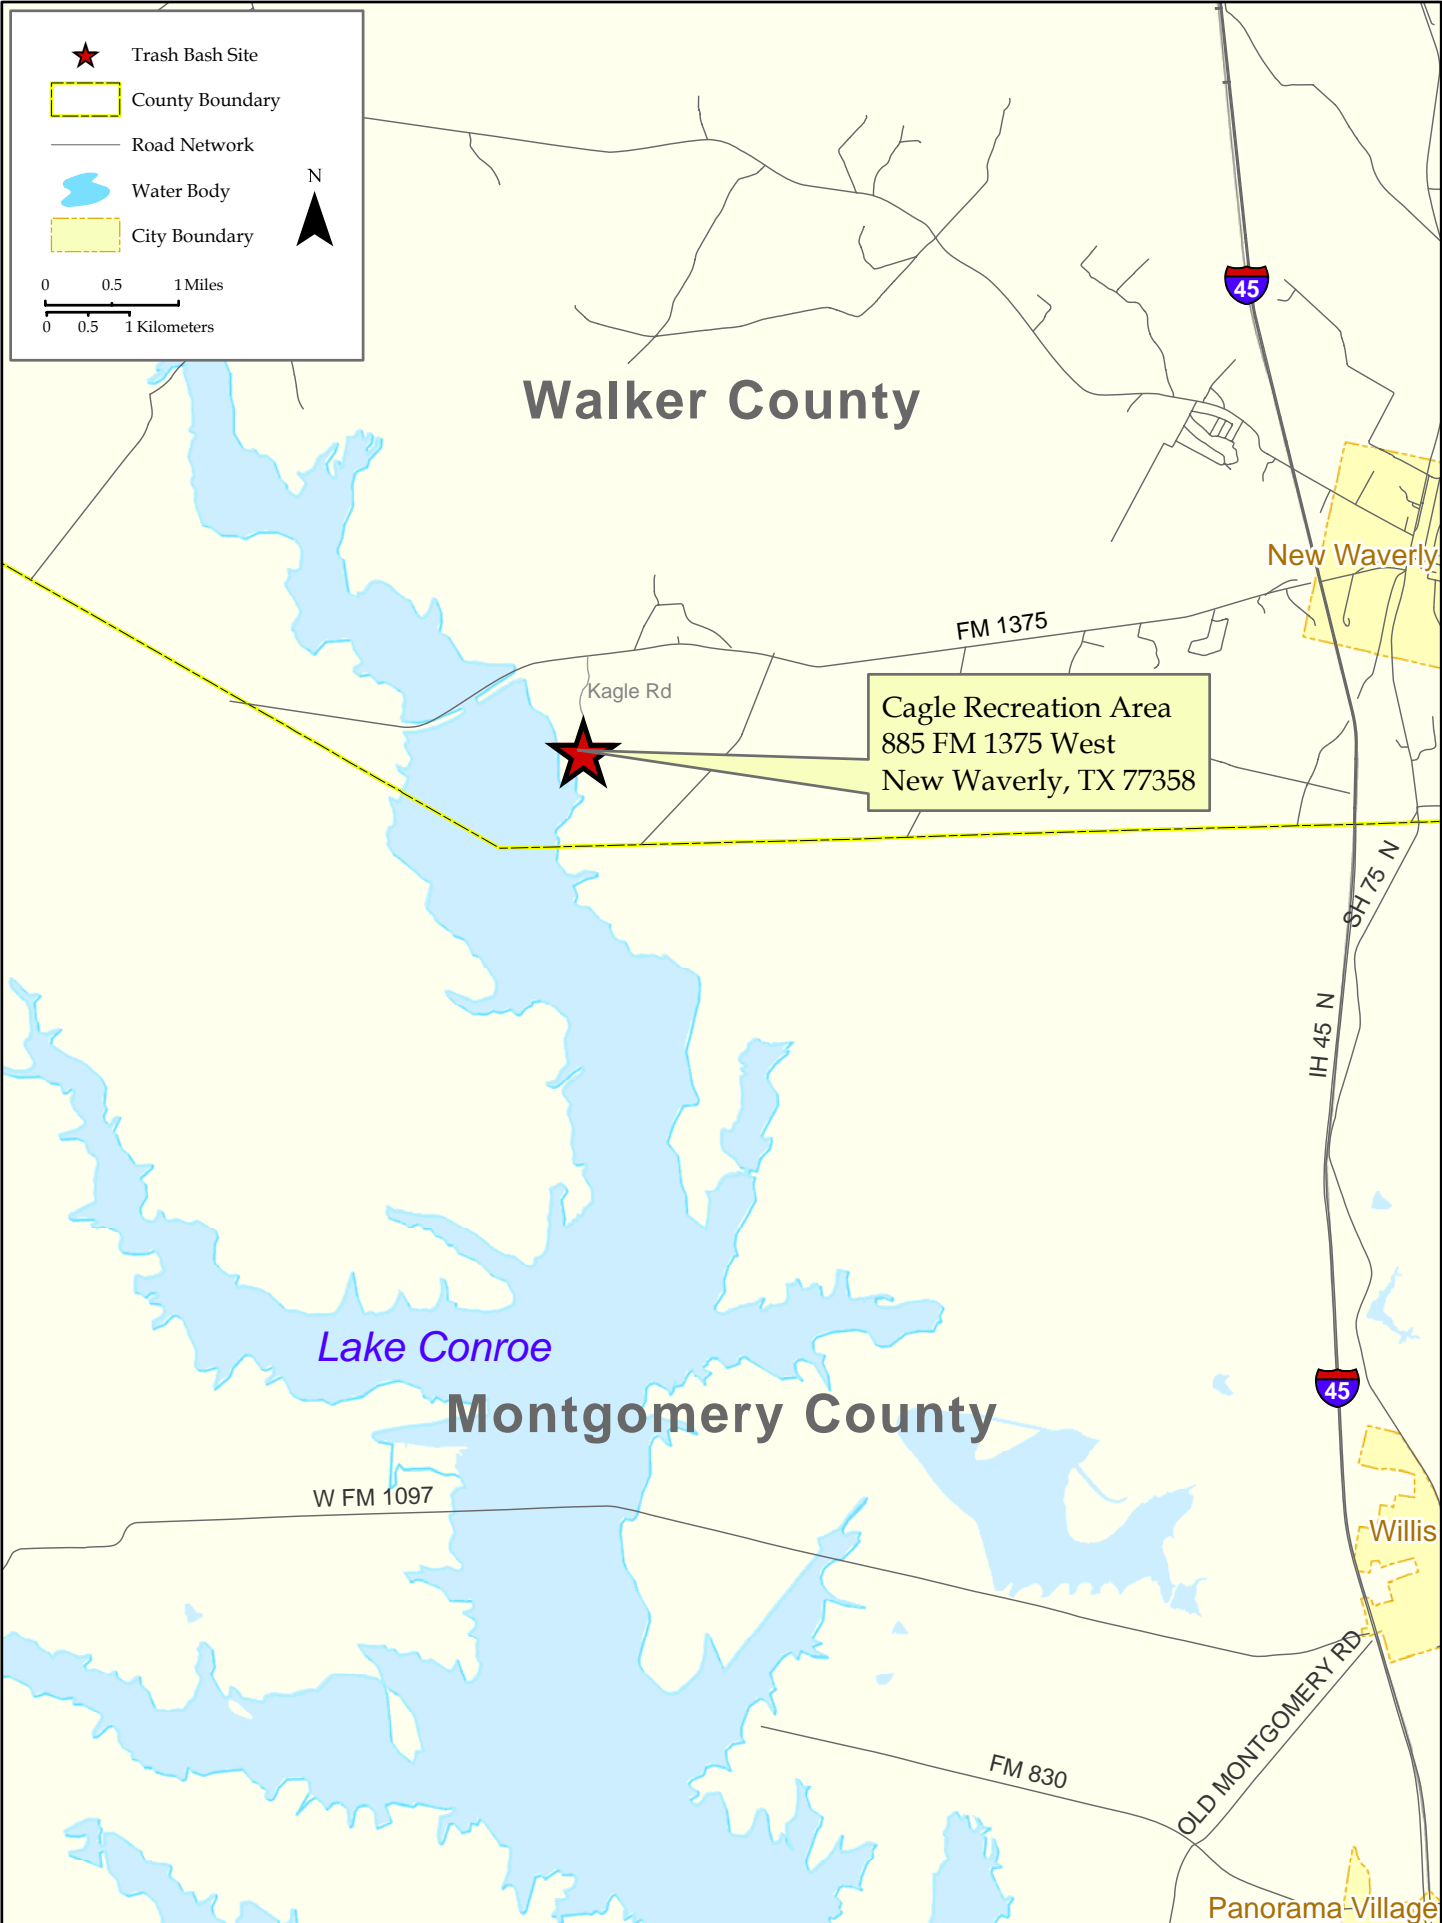 Trash Bash Site
County Boundary
Road Network
Water Body
City Boundary
N
0 0.5 1 Miles
0 0.5 1 Kilometers
45
Walker County
New Waverly
FM 1375
Kagle Rd
Cagle Recreation Area
885 FM 1375 West
New Waverly, TX 77358
SH 75 N
IH 45 N
Lake Conroe
45
Montgomery County
W FM 1097
Willis
OLD MONTGOMERY RD
FM 830
Panorama Village